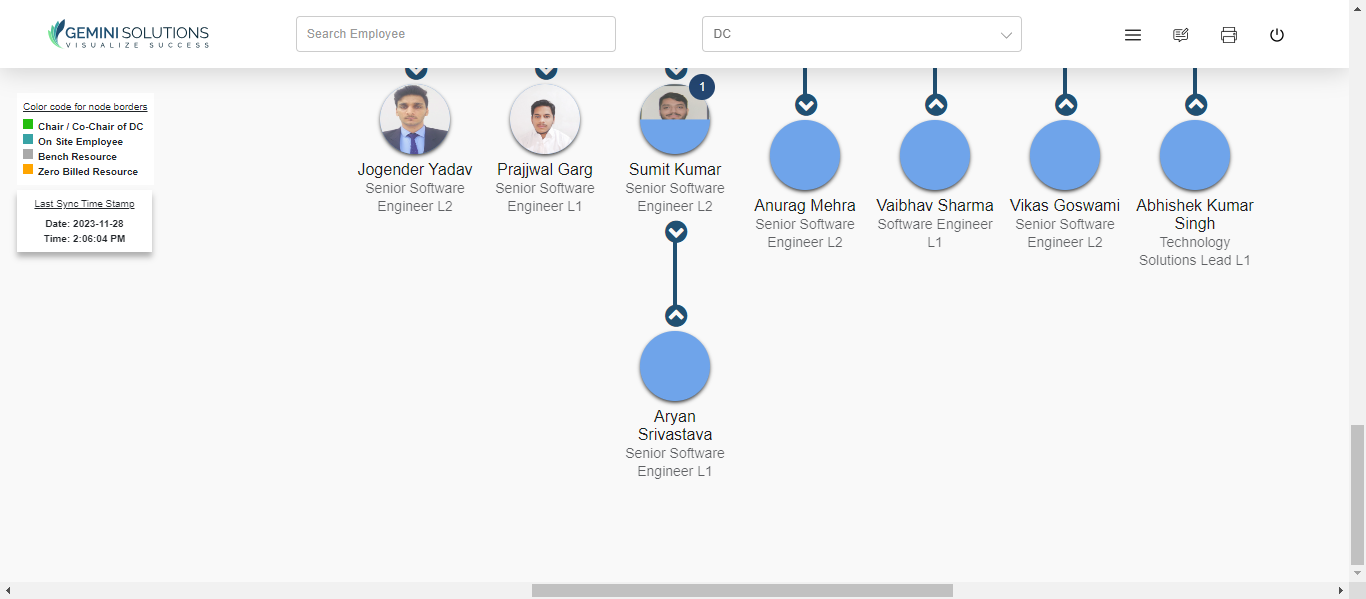 GEMINI SOLUTIONS
VISUALIZE SUCCESS
Search Employee
DC
Color code for node borders
Chair / Co-Chair of DC
On Site Employee
Bench Resource
Zero Billed Resource
Last Sync Time Stamp
Date: 2023-11-28
Time: 2:06:04 PM
Jogender Yadav
Senior Software
Engineer L2
Prajjwal Garg
Senior Software
Engineer L1
1
Sumit Kumar
Senior Software
Engineer L2
Anurag Mehra
Senior Software
Engineer L2
Vaibhav Sharma
Software Engineer
L1
Vikas Goswami
Senior Software
Engineer L2
Abhishek Kumar
Singh
Technology
Solutions Lead L1
Aryan
Srivastava
Senior Software
Engineer L1